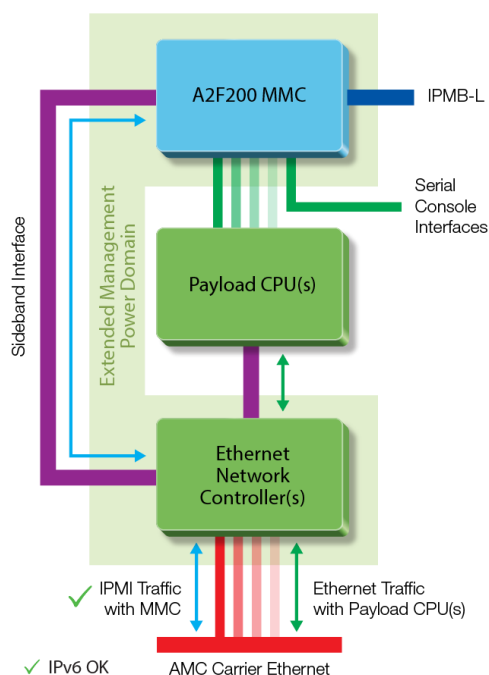 A2F200 MMC
IPMB-L
Serial
Console
Interfaces
Sideband Interface
Extended Management
Power Domain
Payload CPU(s)
Ethernet
Network
Controller(s)
IPMI Traffic
with MMC
Ethernet Traffic
with Payload CPU(s)
IPv6 OK
AMC Carrier Ethernet